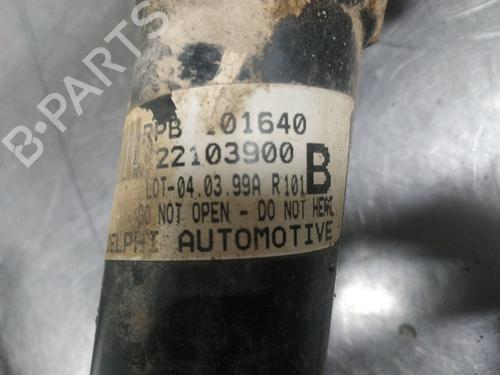 RPB 101640
22103900 B
LOT-04.03.99A R101
DO NOT OPEN - DO NOT HEAT
DELPHI AUTOMOTIVE
B-PARTS